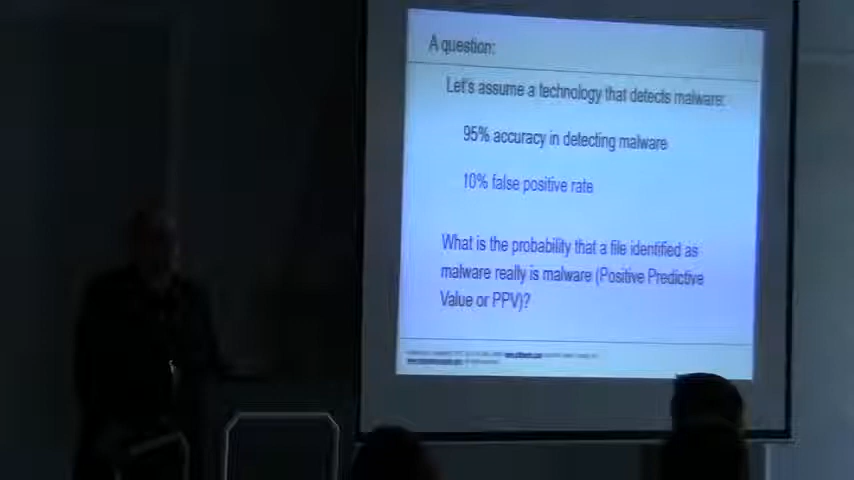 A question:
Let's assume a technology that detects malware:
95% accuracy in detecting malware
10% false positive rate
What is the probability that a file identified as
malware really is malware (Positive Predictive
Value or PPV)?